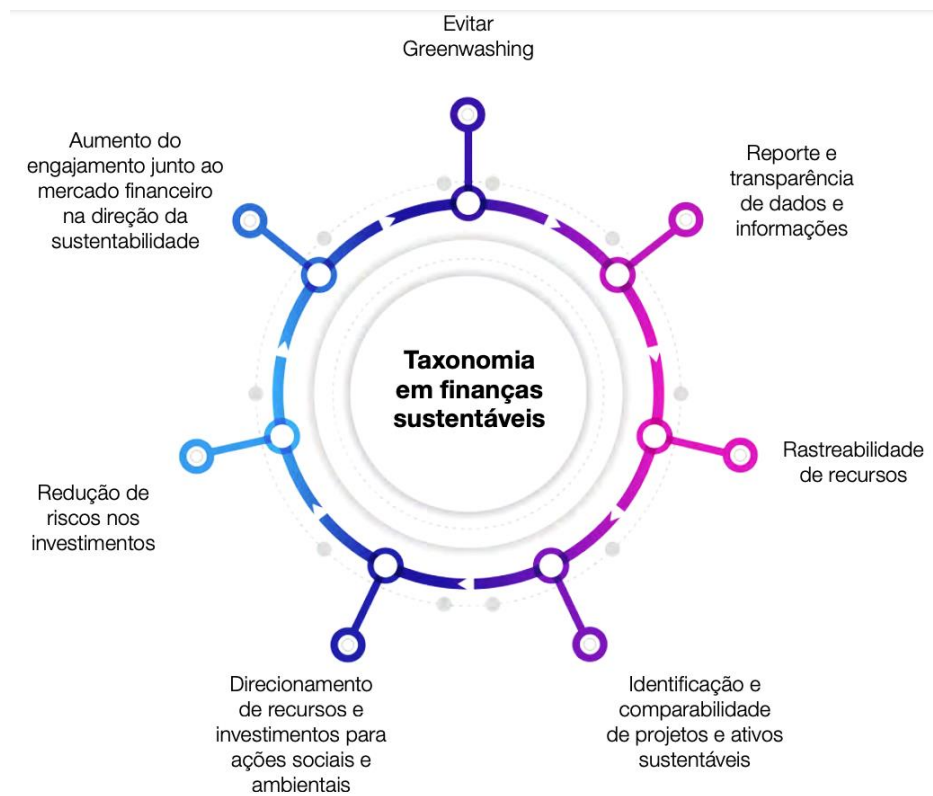 Evitar
Greenwashing
Reporte e
transparência
de dados e
informações
Rastreabilidade
de recursos
Identificação e
comparabilidade
de projetos e ativos
sustentáveis
Direcionamento
de recursos e
investimentos para
ações sociais e
ambientais
Redução de
riscos nos
investimentos
Aumento do
engajamento junto ao
mercado financeiro
na direção da
sustentabilidade
Taxonomia
em finanças
sustentáveis